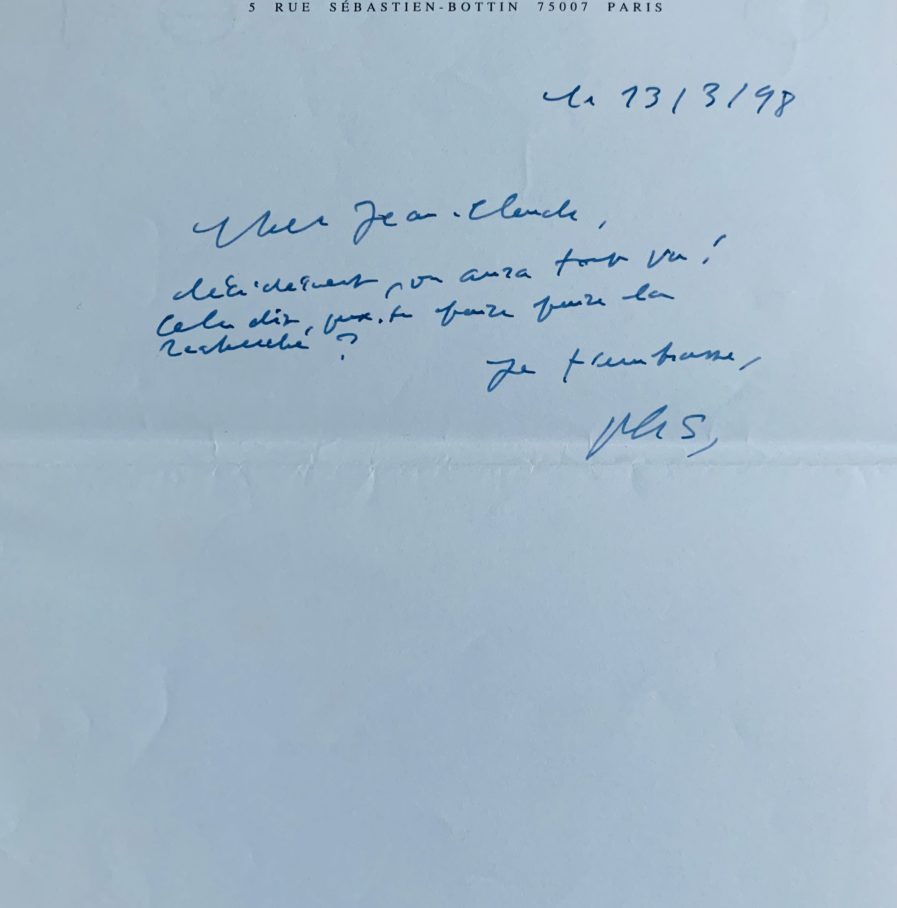 5 RUE SÉBASTIEN-BOTTIN 75007 PARIS
le 13/3/98
Jean-Claude,
décidément, on aura tout vu !
Cela dit, peux-tu faire faire la
recherche ?
Je t'embrasse,
PhS,